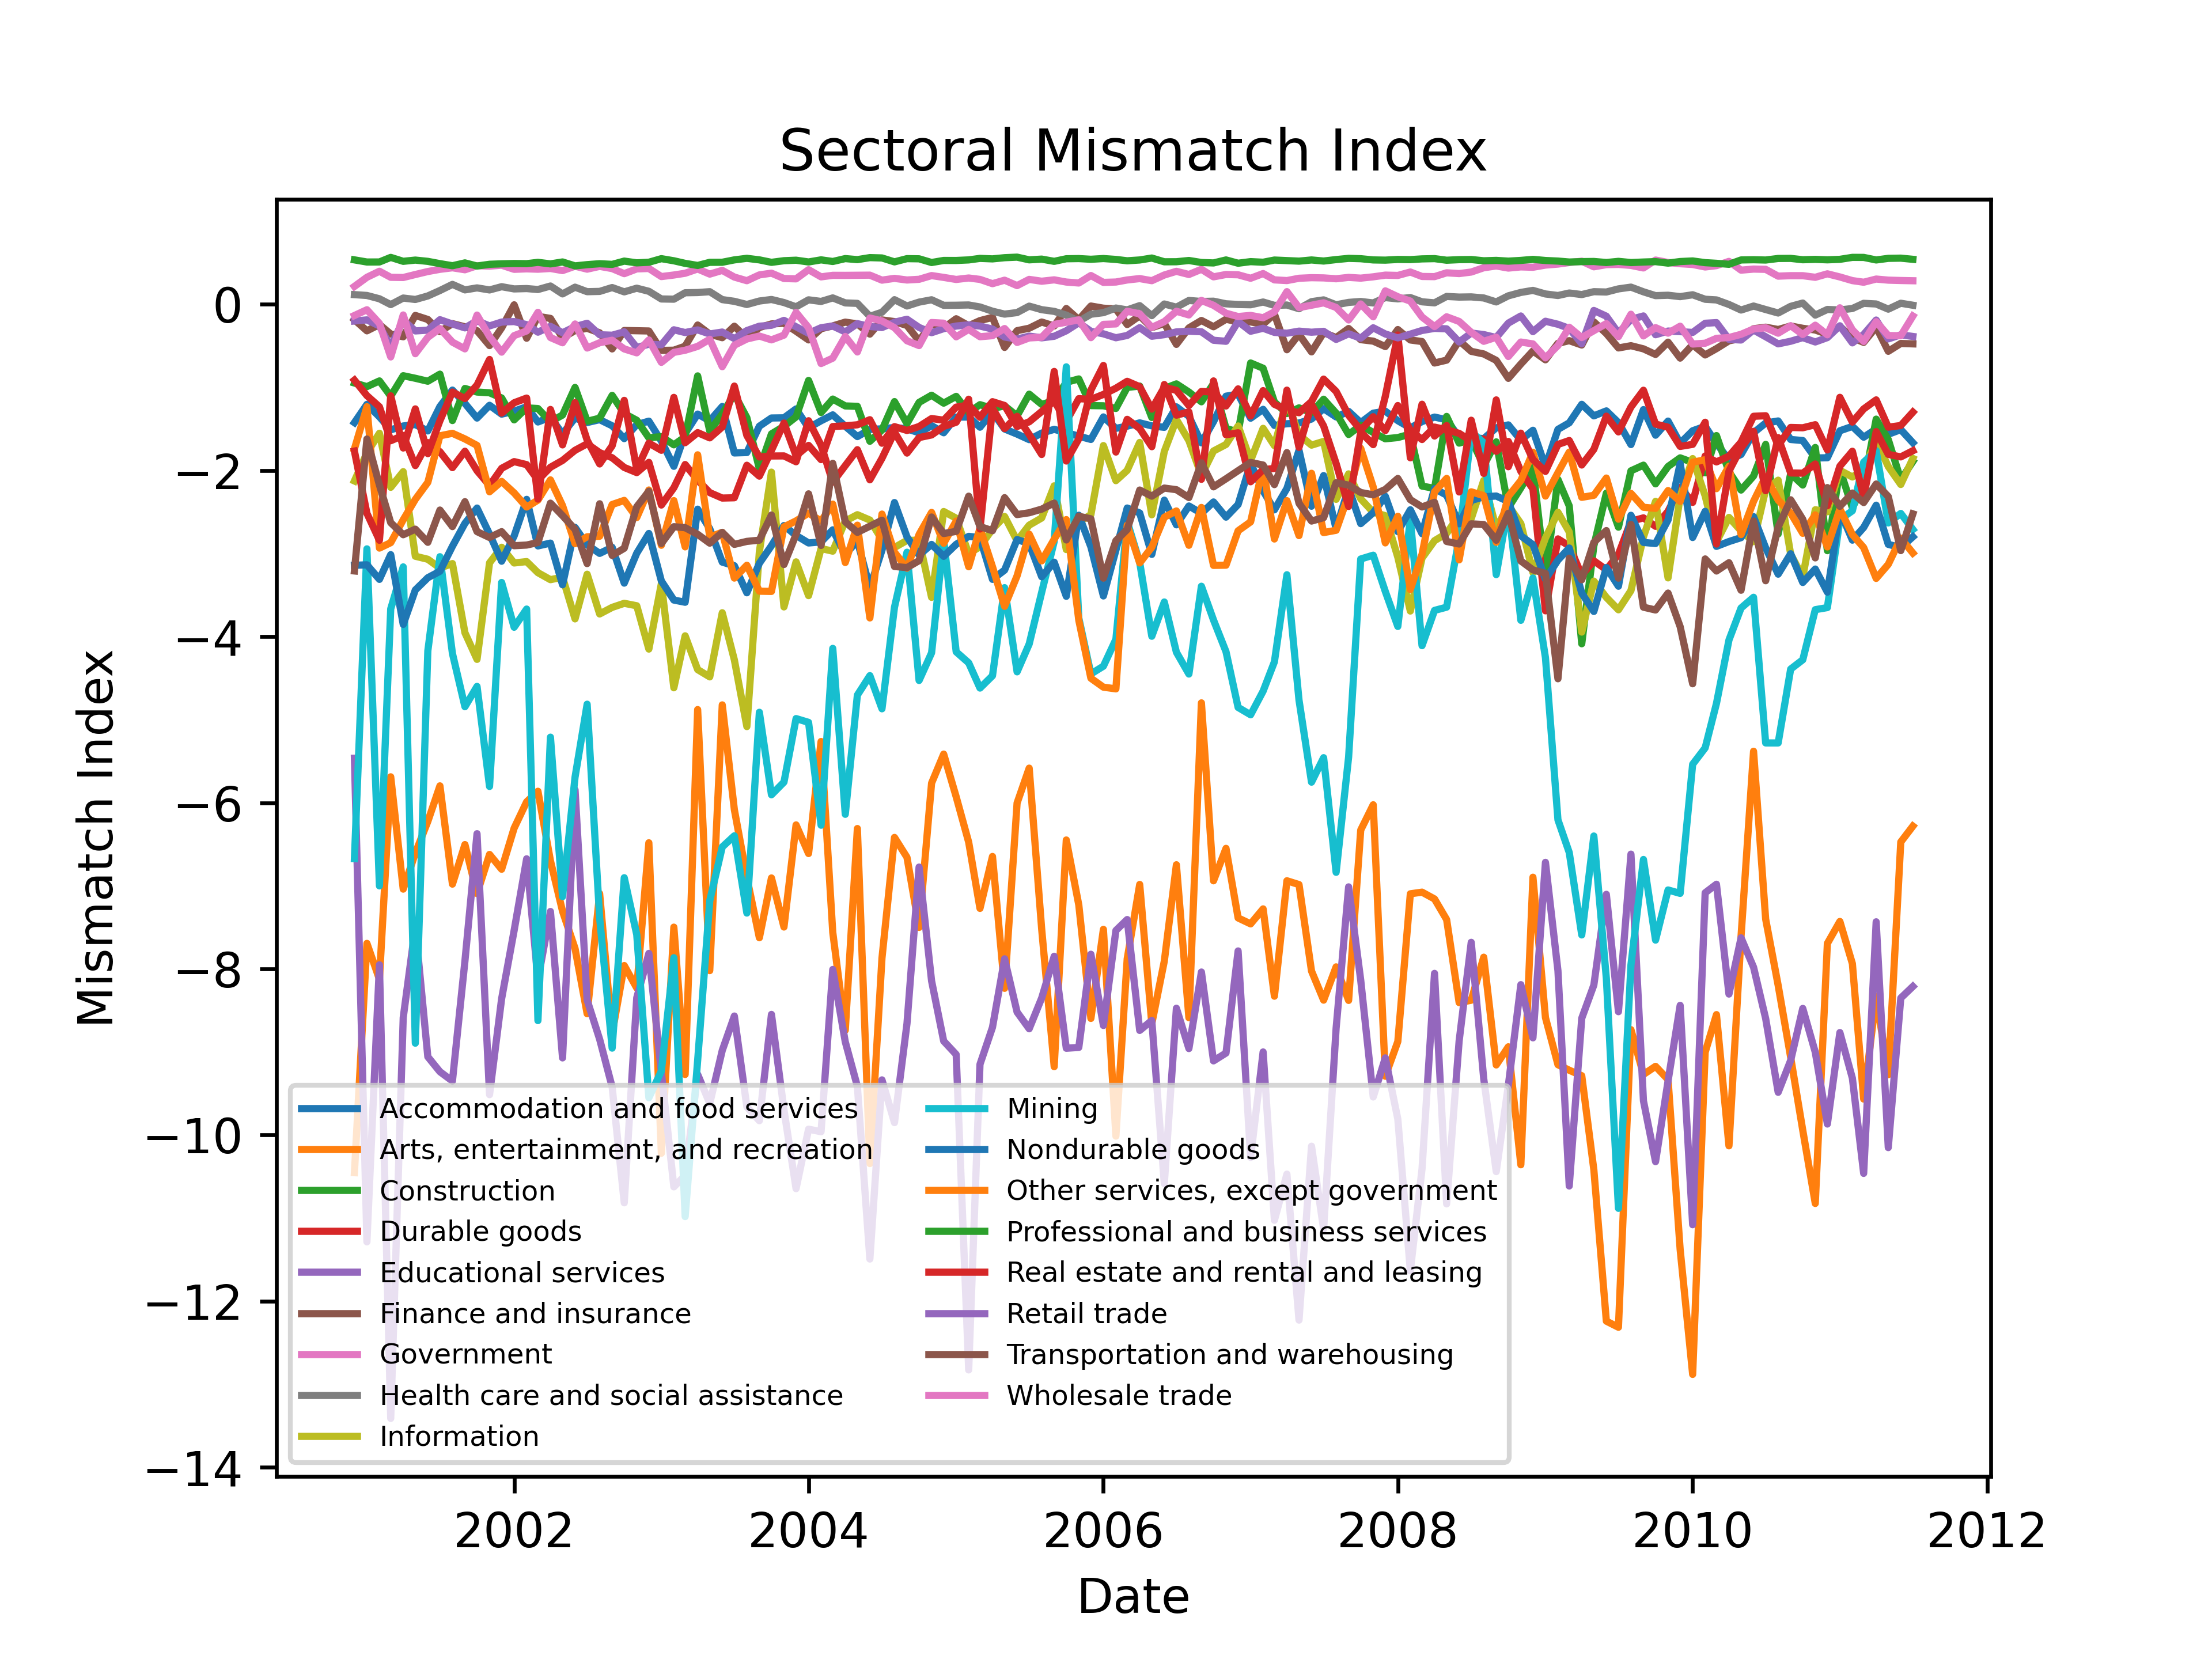 Sectoral Mismatch Index
Mismatch Index
0
−2
−4
−6
−8
−10
−12
−14
Accommodation and food services
Arts, entertainment, and recreation
Construction
Durable goods
Educational services
Finance and insurance
Government
Health care and social assistance
Information
Mining
Nondurable goods
Other services, except government
Professional and business services
Real estate and rental and leasing
Retail trade
Transportation and warehousing
Wholesale trade
2002 2004 2006 2008 2010 2012
Date